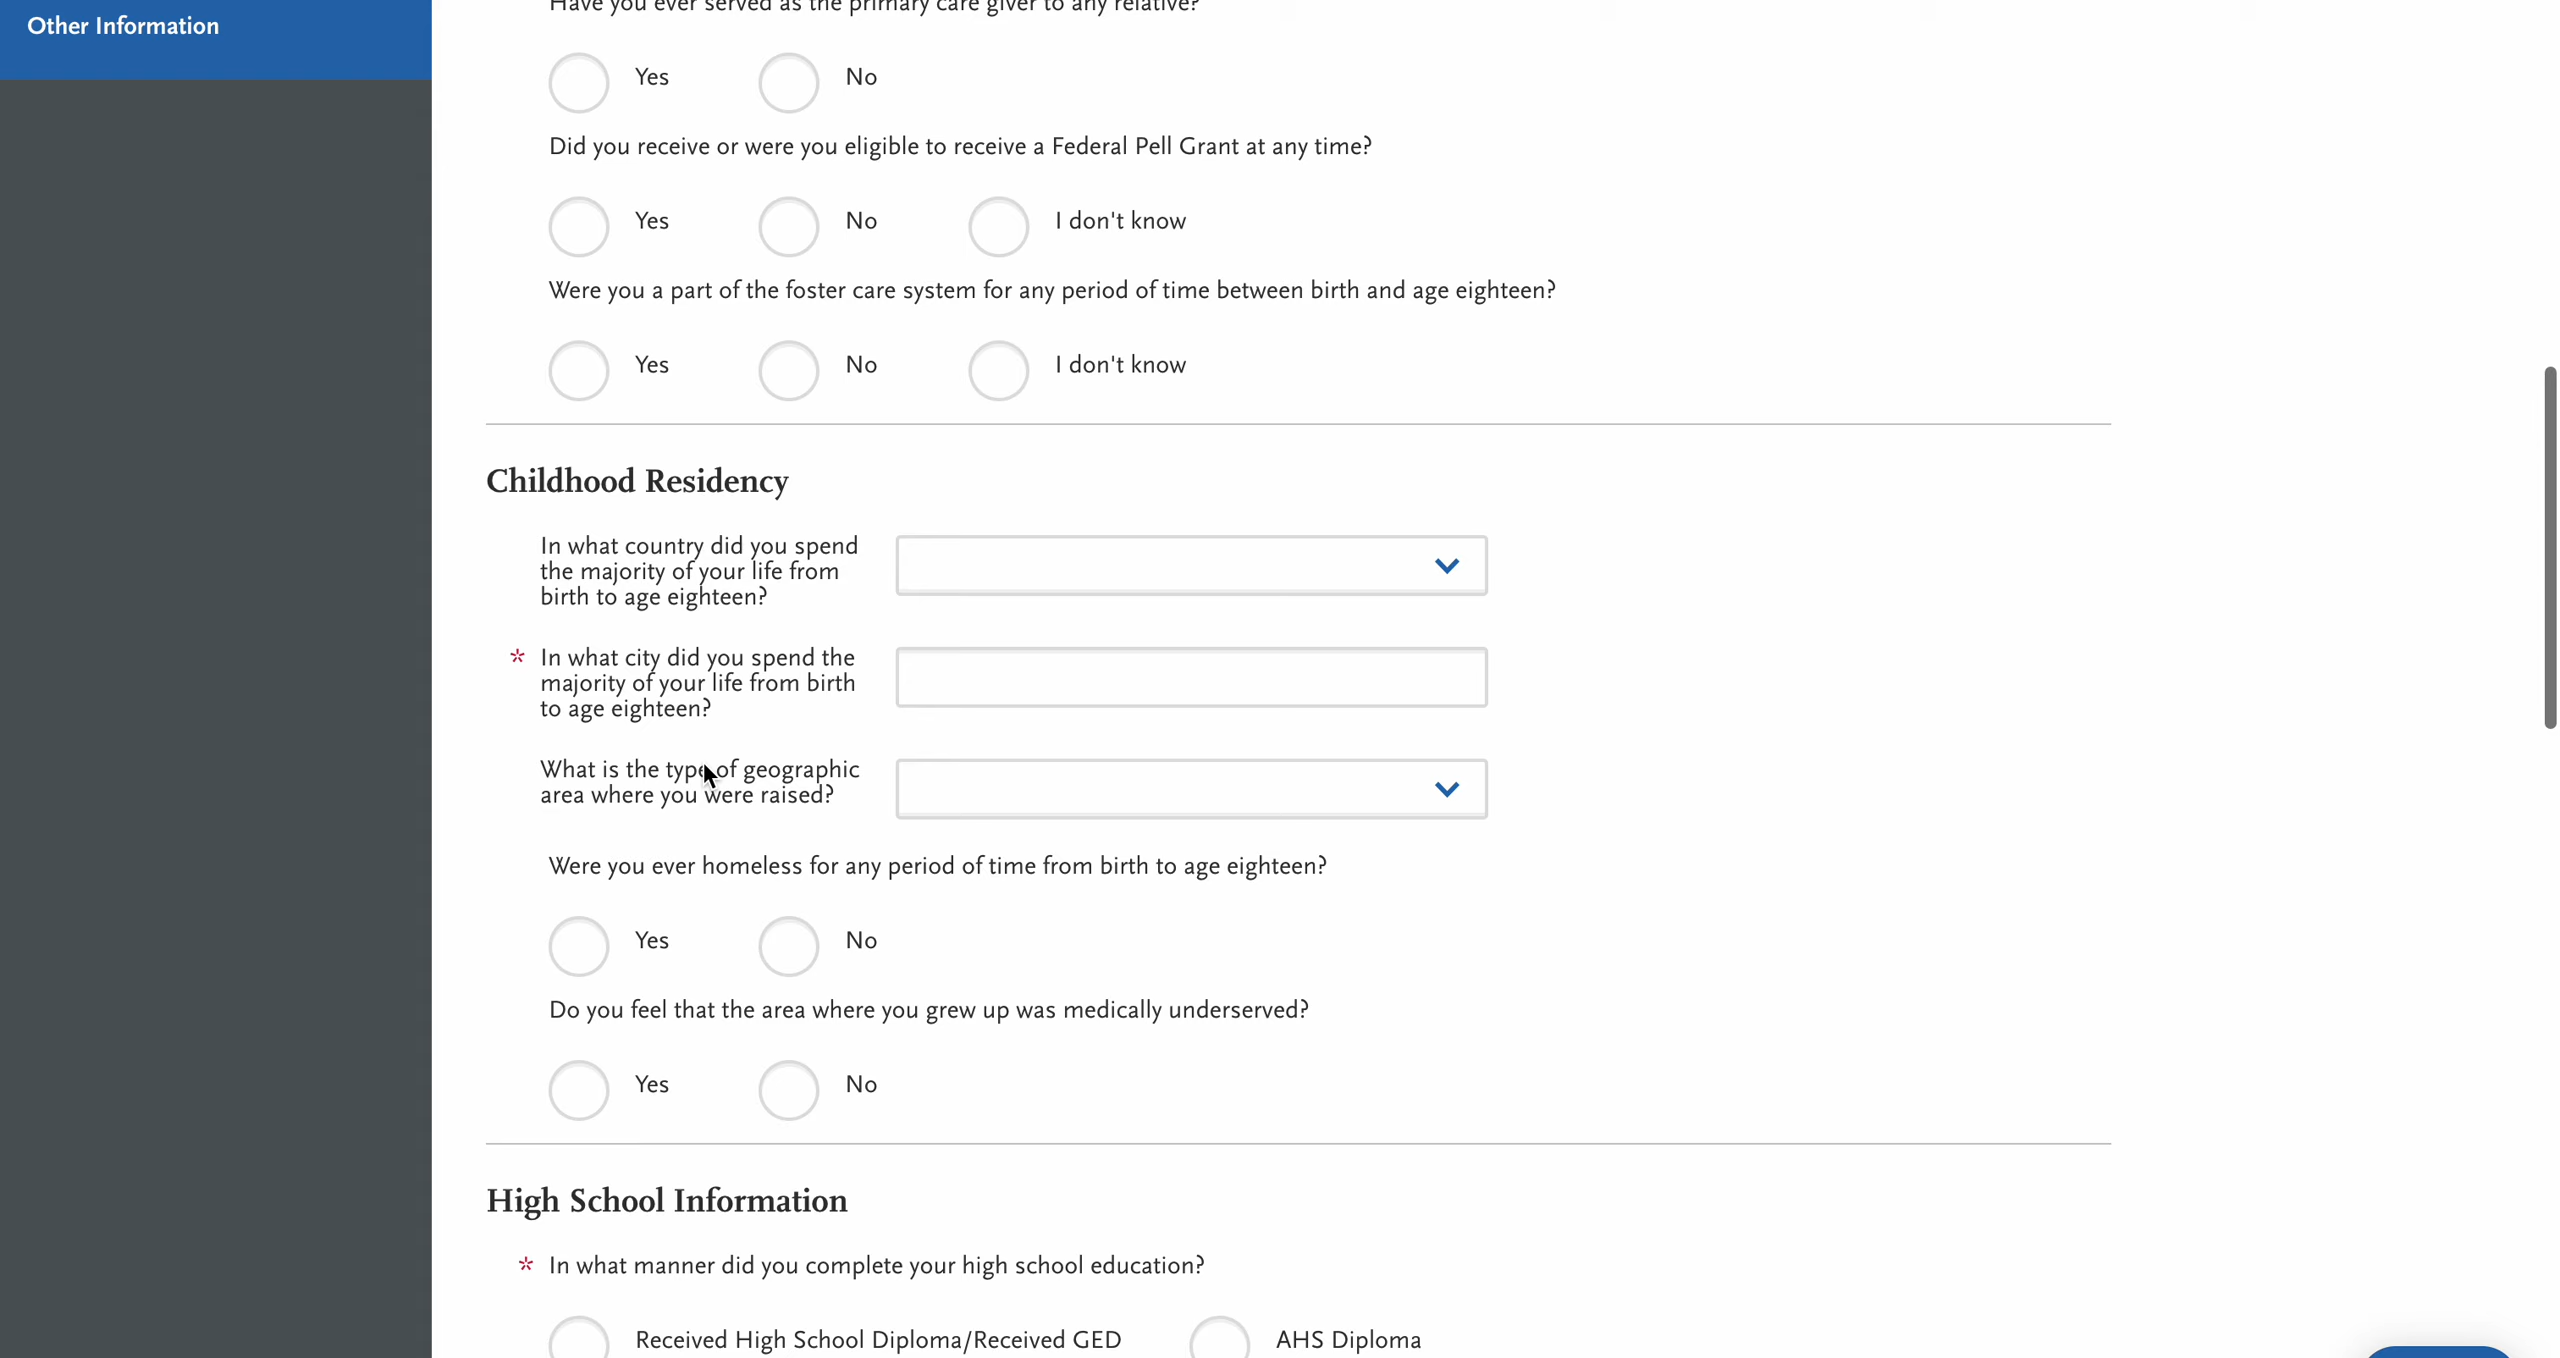 Other Information
Have you ever served as the primary care giver to any relative?
Yes No
Did you receive or were you eligible to receive a Federal Pell Grant at any time?
Yes No I don't know
Were you a part of the foster care system for any period of time between birth and age eighteen?
Yes No I don't know
Childhood Residency
In what country did you spend
the majority of your life from
birth to age eighteen?
* In what city did you spend the
majority of your life from birth
to age eighteen?
What is the type of geographic
area where you were raised?
Were you ever homeless for any period of time from birth to age eighteen?
Yes No
Do you feel that the area where you grew up was medically underserved?
Yes No
High School Information
* In what manner did you complete your high school education?
Received High School Diploma/Received GED AHS Diploma